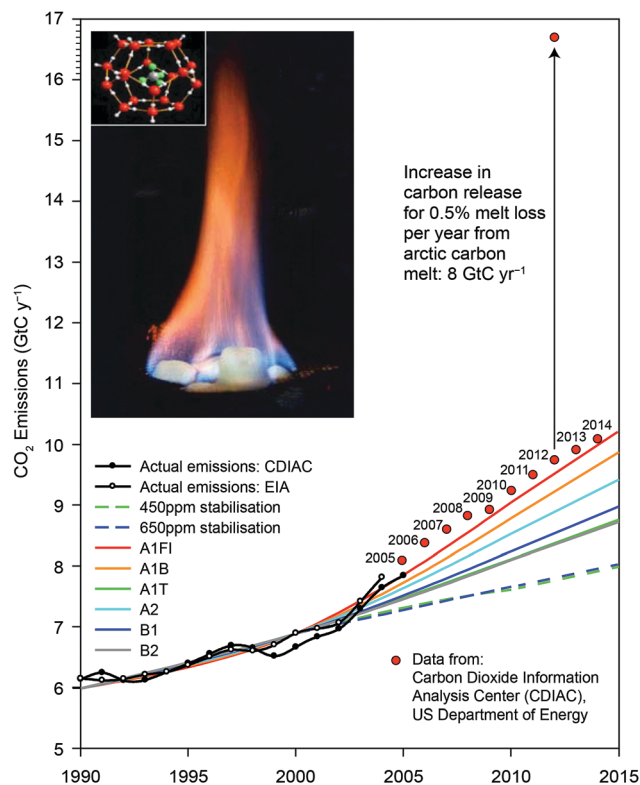 17
16
15
14
13
12
11
10
9
8
7
6
5
CO₂ Emissions (GtC y⁻¹)
Increase in
carbon release
for 0.5% melt loss
per year from
arctic carbon
melt: 8 GtC yr⁻¹
2014
2013
2012
2011
2010
2009
2008
2007
2006
2005
Actual emissions: CDIAC
Actual emissions: EIA
450ppm stabilisation
650ppm stabilisation
A1FI
A1B
A1T
A2
B1
B2
Data from:
Carbon Dioxide Information
Analysis Center (CDIAC),
US Department of Energy
1990
1995
2000
2005
2010
2015